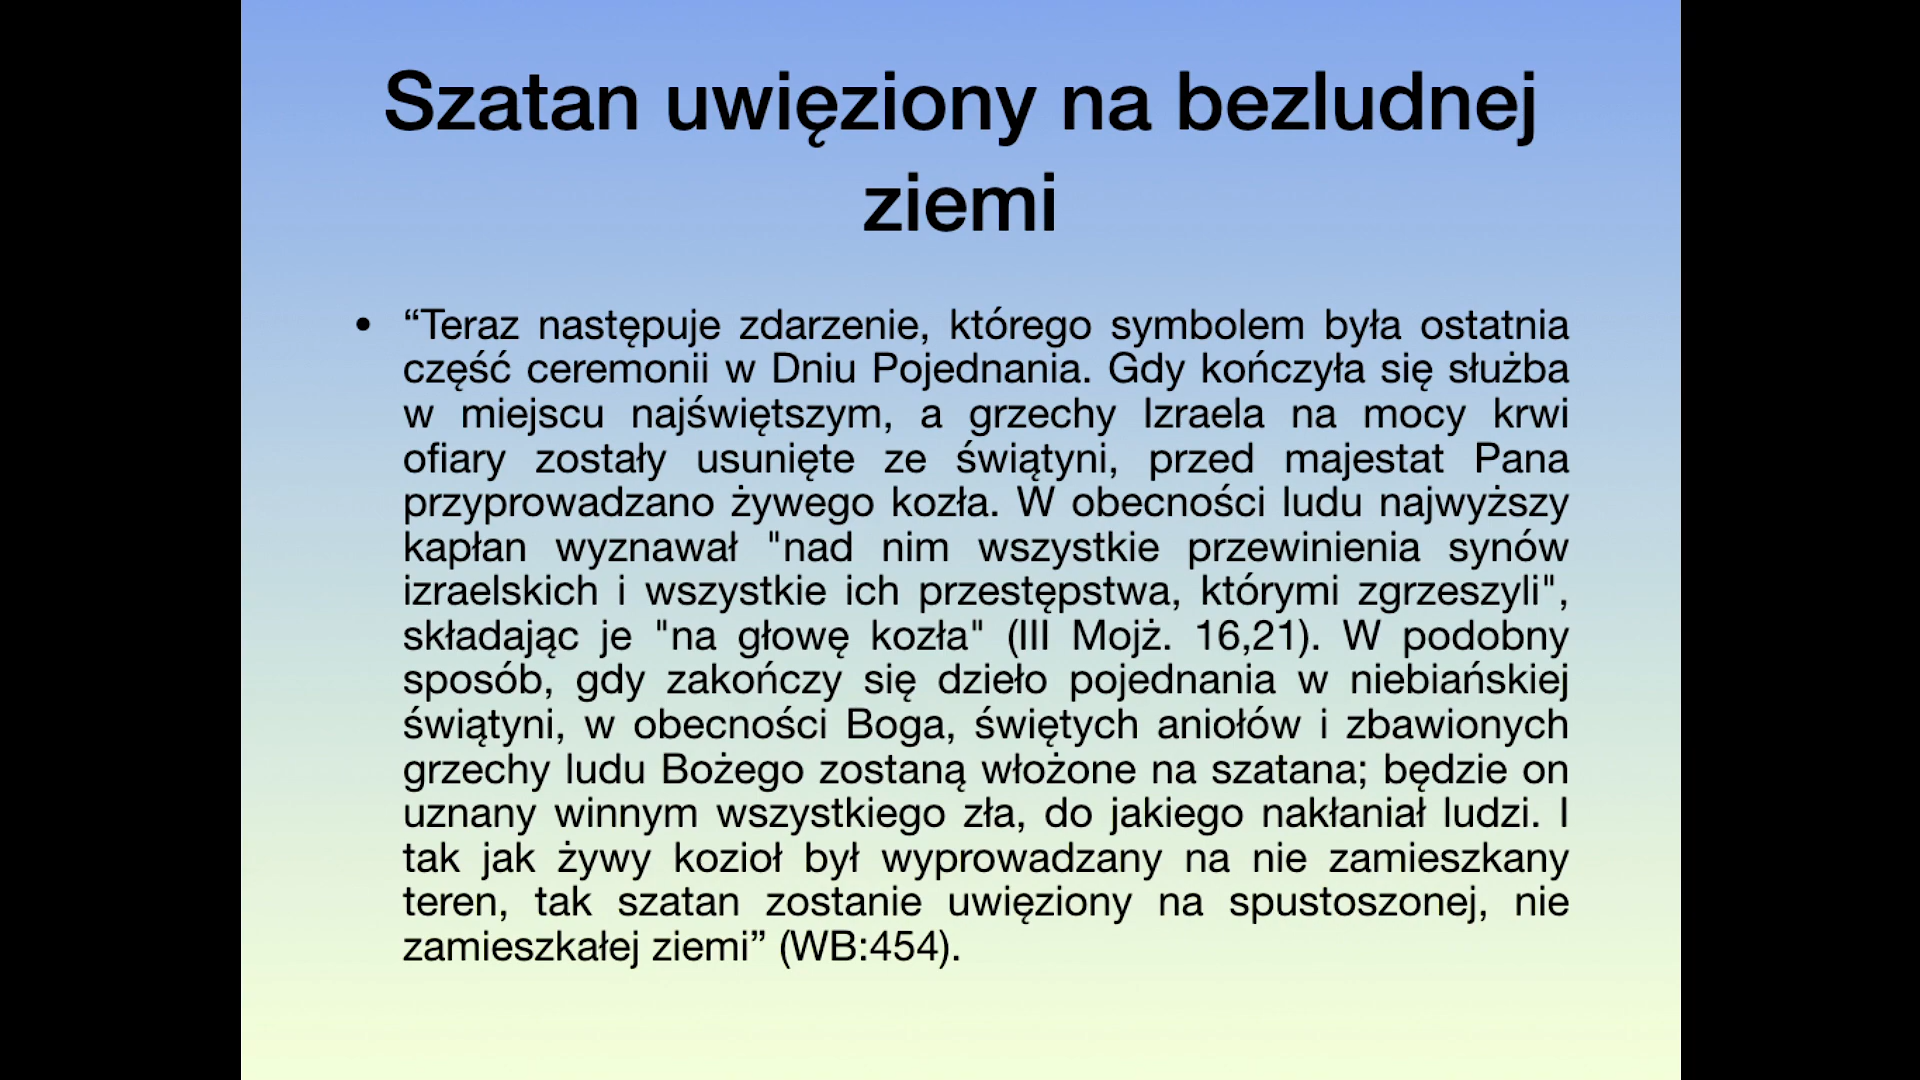 Szatan uwięziony na bezludnej
ziemi
• “Teraz następuje zdarzenie, którego symbolem była ostatnia
część ceremonii w Dniu Pojednania. Gdy kończyła się służba
w miejscu najświętszym, a grzechy Izraela na mocy krwi
ofiary zostały usunięte ze świątyni, przed majestat Pana
przyprowadzano żywego kozła. W obecności ludu najwyższy
kapłan wyznawał "nad nim wszystkie przewinienia synów
izraelskich i wszystkie ich przestępstwa, którymi zgrzeszyli",
składając je "na głowę kozła" (III Mojż. 16,21). W podobny
sposób, gdy zakończy się dzieło pojednania w niebiańskiej
świątyni, w obecności Boga, świętych aniołów i zbawionych
grzechy ludu Bożego zostaną włożone na szatana; będzie on
uznany winnym wszystkiego zła, do jakiego nakłaniał ludzi. I
tak jak żywy kozioł był wyprowadzany na nie zamieszkany
teren, tak szatan zostanie uwięziony na spustoszonej, nie
zamieszkałej ziemi” (WB:454).